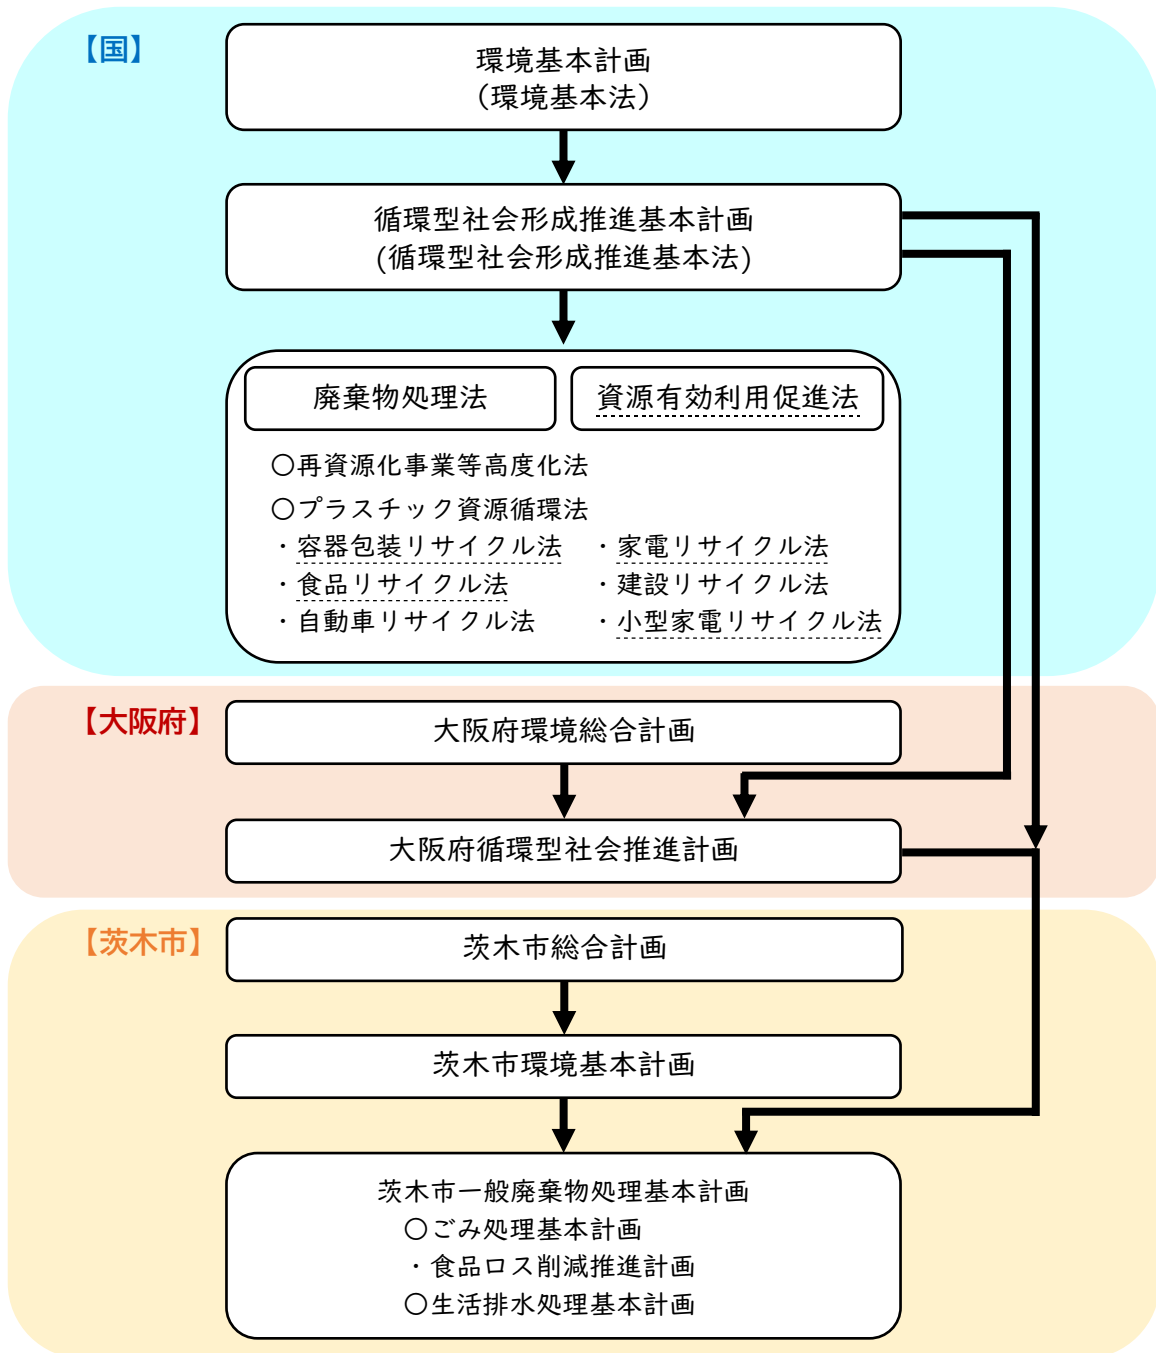 【国】
環境基本計画
(環境基本法)
循環型社会形成推進基本計画
(循環型社会形成推進基本法)
廃棄物処理法
資源有効利用促進法
〇再資源化事業等高度化法
〇プラスチック資源循環法
・容器包装リサイクル法 ・家電リサイクル法
・食品リサイクル法 ・建設リサイクル法
・自動車リサイクル法 ・小型家電リサイクル法
【大阪府】
大阪府環境総合計画
大阪府循環型社会推進計画
【茨木市】
茨木市総合計画
茨木市環境基本計画
茨木市一般廃棄物処理基本計画
〇ごみ処理基本計画
・食品ロス削減推進計画
〇生活排水処理基本計画